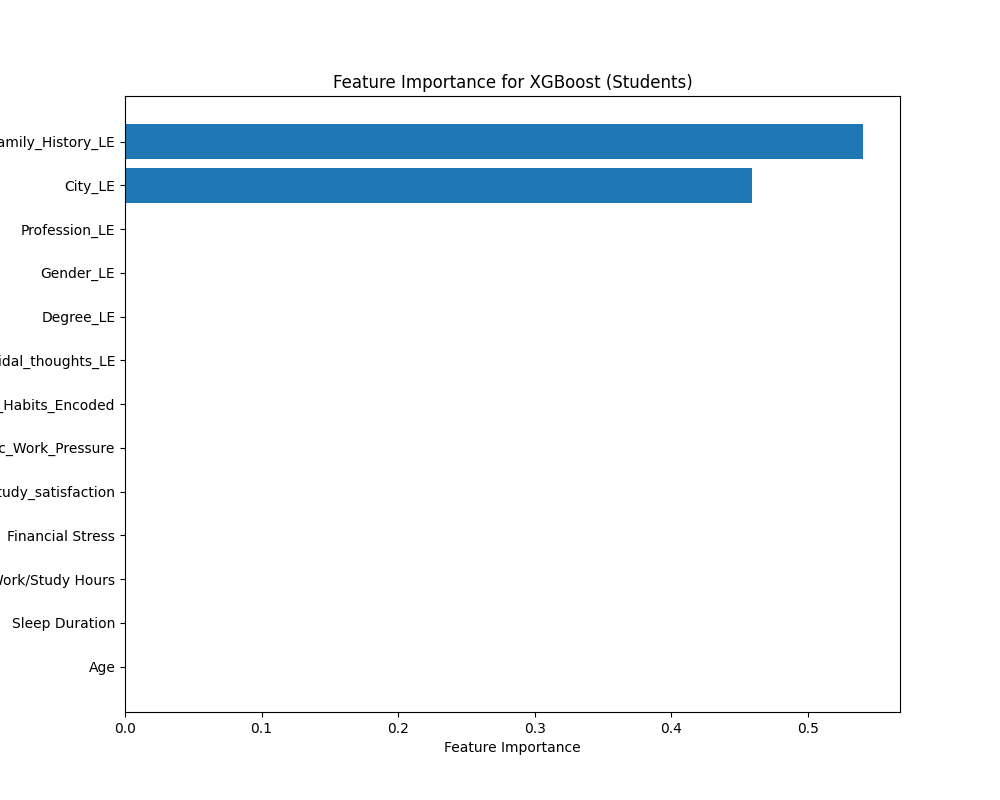 Feature Importance for XGBoost (Students)
amily_History_LE
City_LE
Profession_LE
Gender_LE
Degree_LE
idal_thoughts_LE
_Habits_Encoded
c_Work_Pressure
tudy_satisfaction
Financial Stress
Work/Study Hours
Sleep Duration
Age
0.0 0.1 0.2 0.3 0.4 0.5
Feature Importance